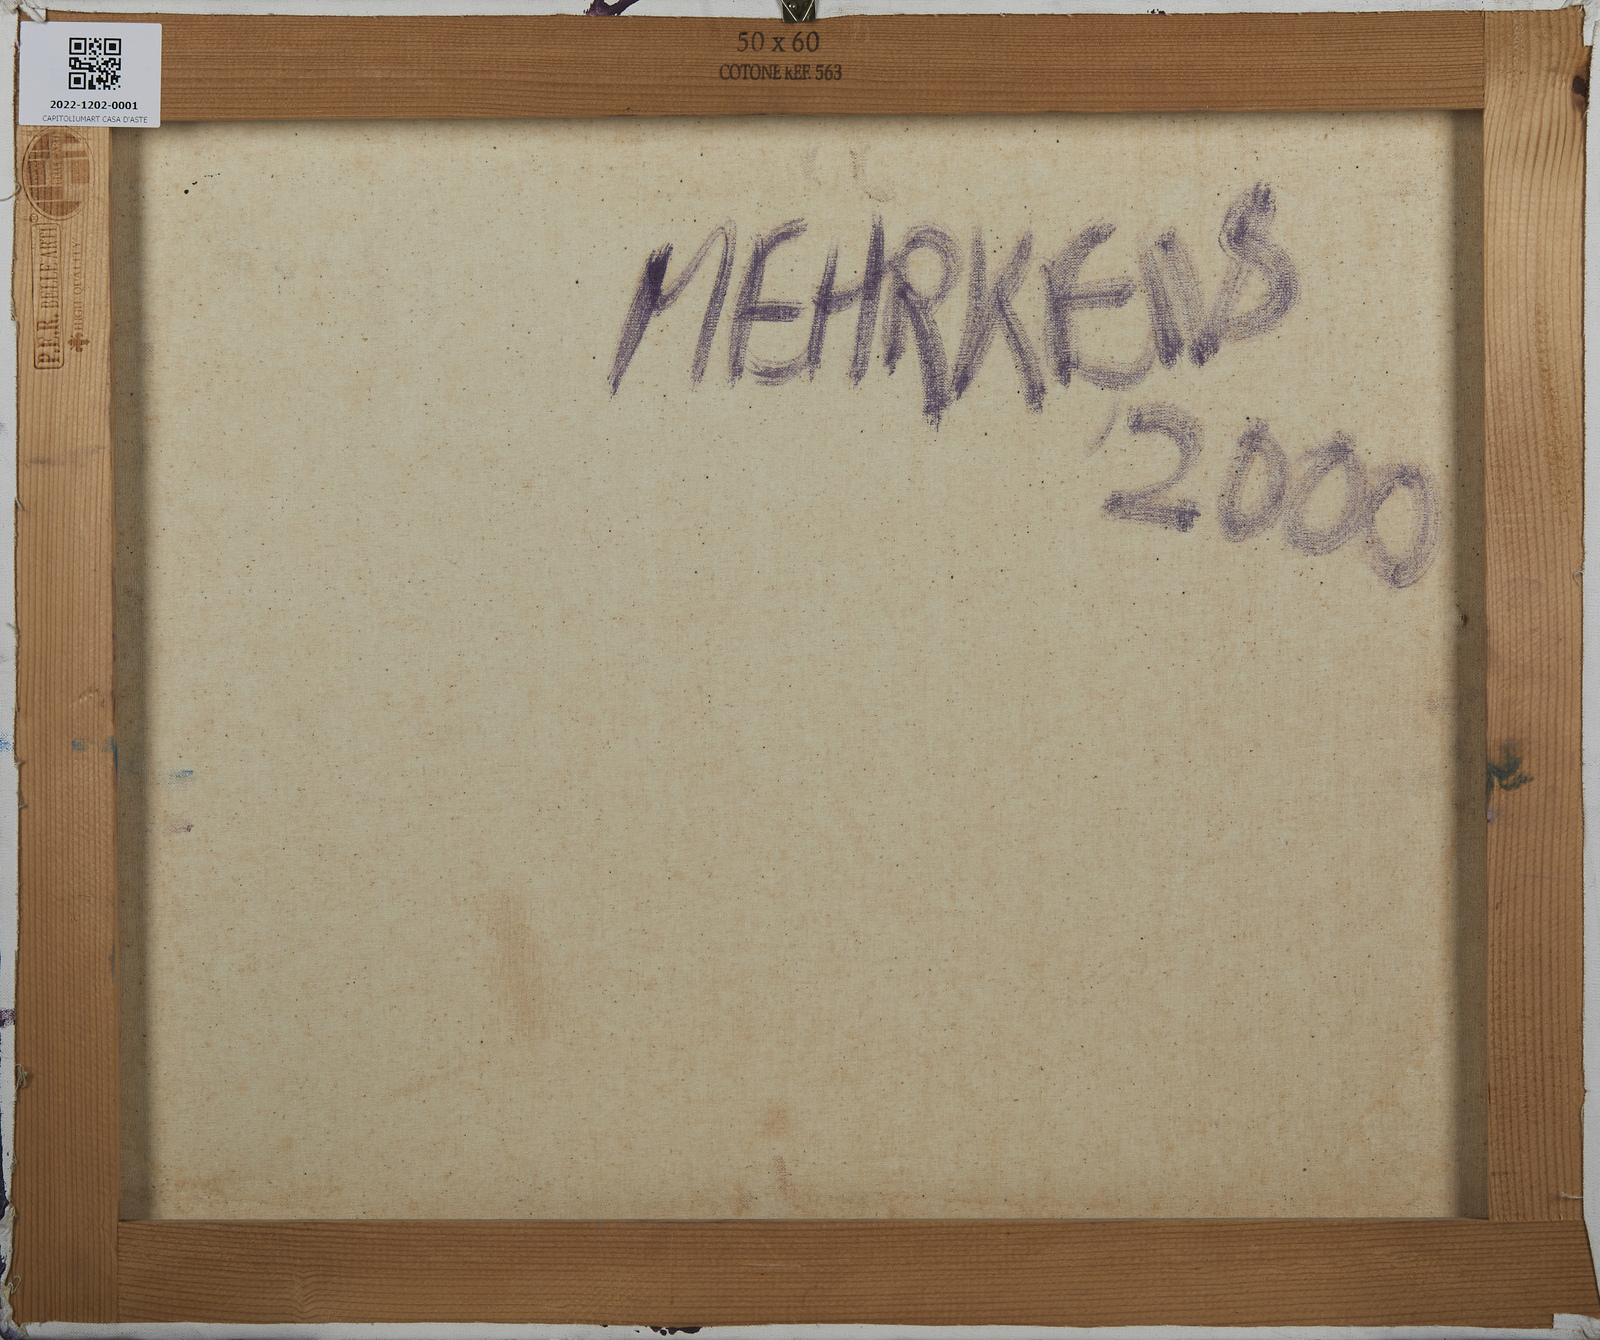 50 x 60
COTONE REF. 563
2022-1202-0001
CAPITOLIUMART CASA D'ASTE
P.E.R. BELLE ARTI
HIGH QUALITY
MEHRKENS
'2000